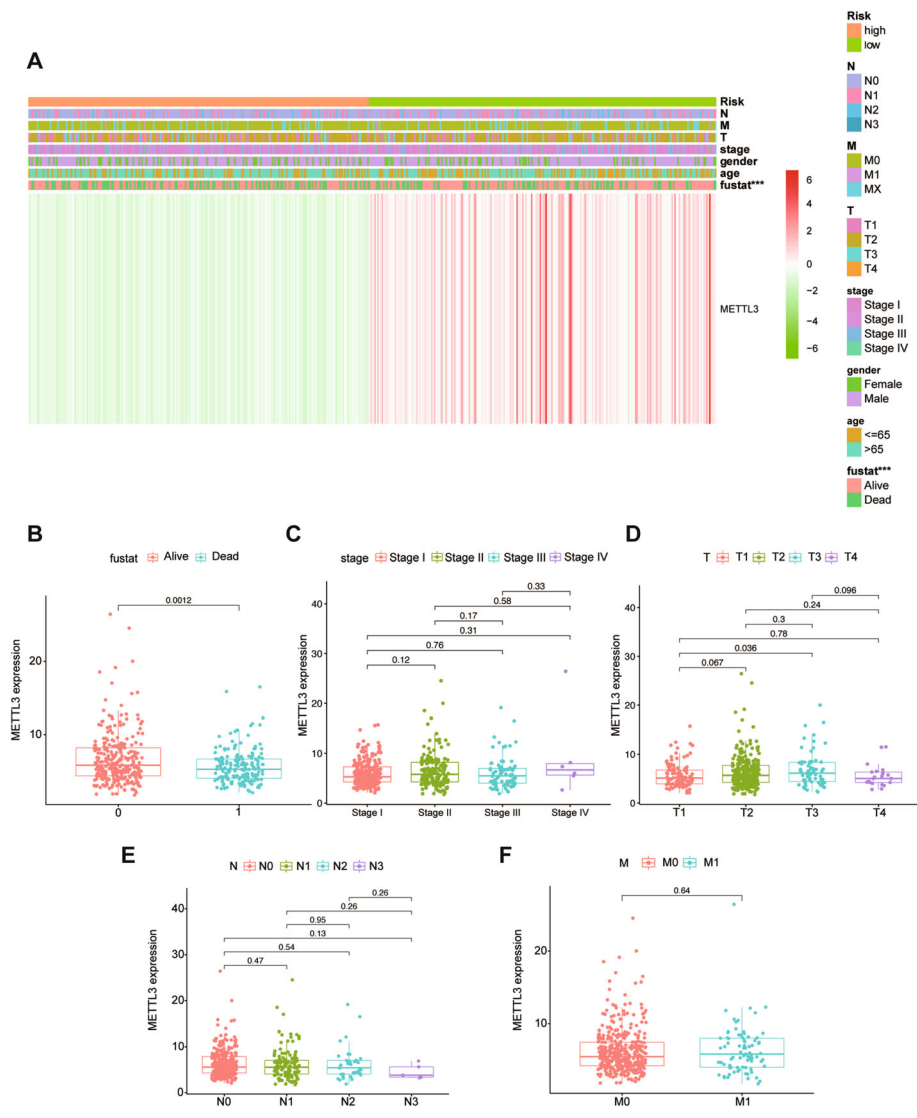 A
Risk
N
M
T
stage
gender
age
fustat***
METTL3
6
4
2
0
−2
−4
−6
Risk
high
low
N
N0
N1
N2
N3
M
M0
M1
MX
T
T1
T2
T3
T4
stage
Stage I
Stage II
Stage III
Stage IV
gender
Female
Male
age
<=65
>65
fustat***
Alive
Dead
B
fustat Alive Dead
0.0012
20
10
METTL3 expression
0 1
C
stage Stage I Stage II Stage III Stage IV
0.33
0.58
0.17
0.31
0.76
0.12
40
30
20
10
0
METTL3 expression
Stage I Stage II Stage III Stage IV
D
T T1 T2 T3 T4
0.096
0.24
0.3
0.78
0.036
0.067
40
30
20
10
0
METTL3 expression
T1 T2 T3 T4
E
N N0 N1 N2 N3
0.26
0.26
0.95
0.13
0.54
0.47
40
30
20
10
0
METTL3 expression
N0 N1 N2 N3
F
M M0 M1
0.64
20
10
METTL3 expression
M0 M1